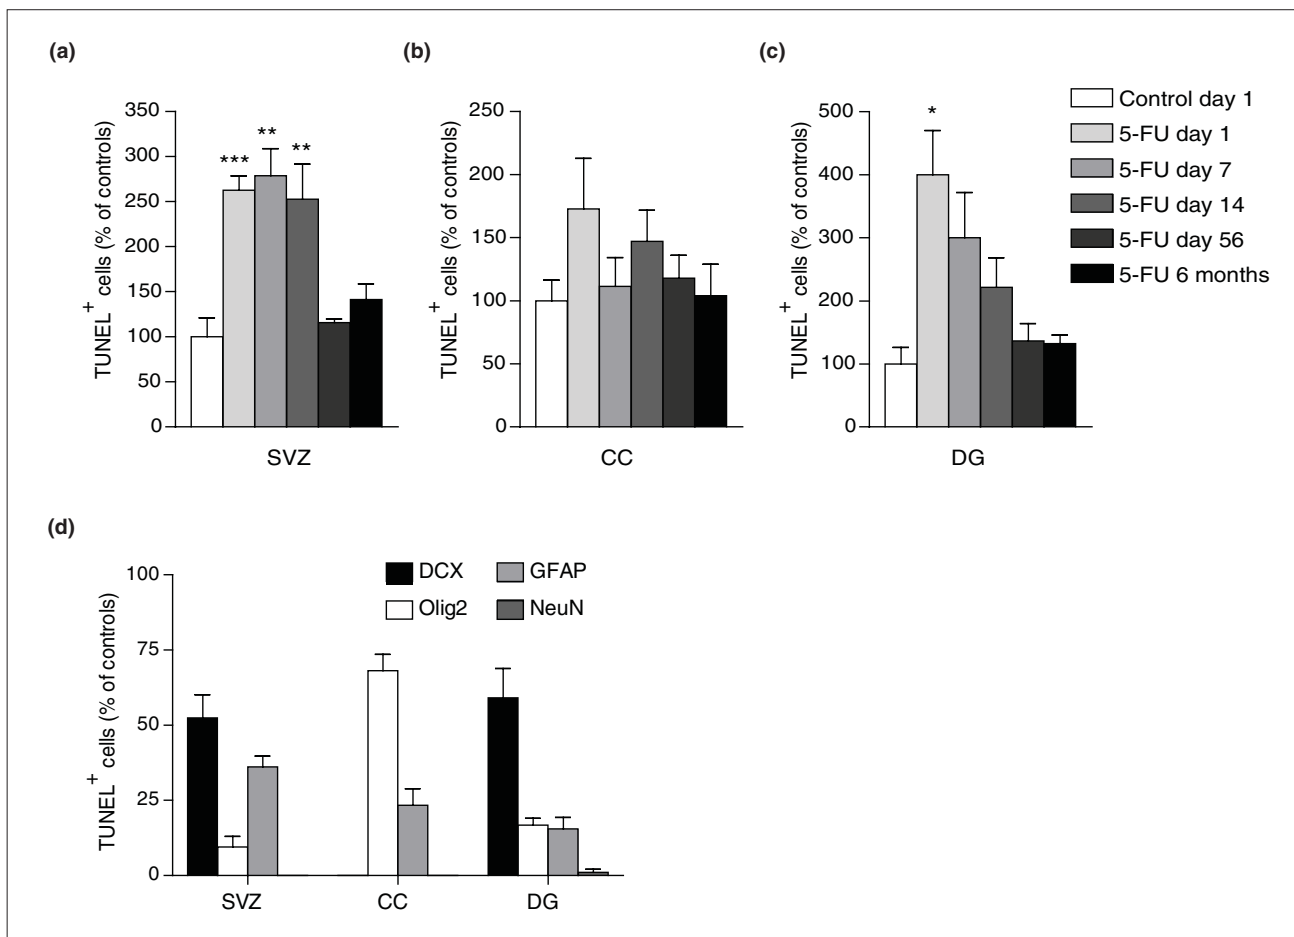 (a)
(b)
(c)
TUNEL+ cells (% of controls)
350
300
250
200
150
100
50
0
***
**
**
SVZ
TUNEL+ cells (% of controls)
250
200
150
100
50
0
CC
TUNEL+ cells (% of controls)
500
400
300
200
100
0
*
DG
Control day 1
5-FU day 1
5-FU day 7
5-FU day 14
5-FU day 56
5-FU 6 months
(d)
TUNEL+ cells (% of controls)
100
75
50
25
0
DCX GFAP
Olig2 NeuN
SVZ CC DG